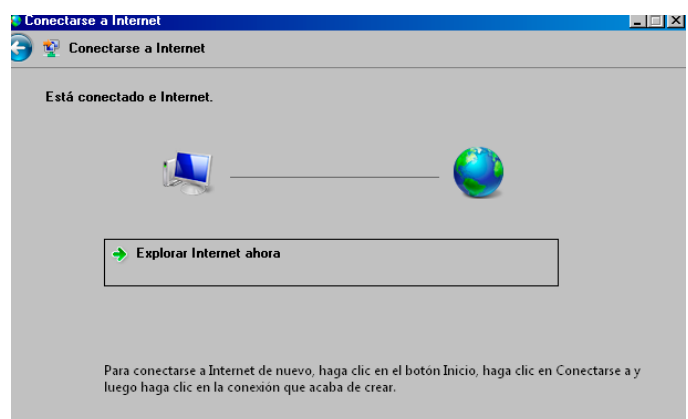 Conectarse a Internet
Conectarse a Internet
Está conectado e Internet.
Explorar Internet ahora
Para conectarse a Internet de nuevo, haga clic en el botón Inicio, haga clic en Conectarse a y
luego haga clic en la conexión que acaba de crear.